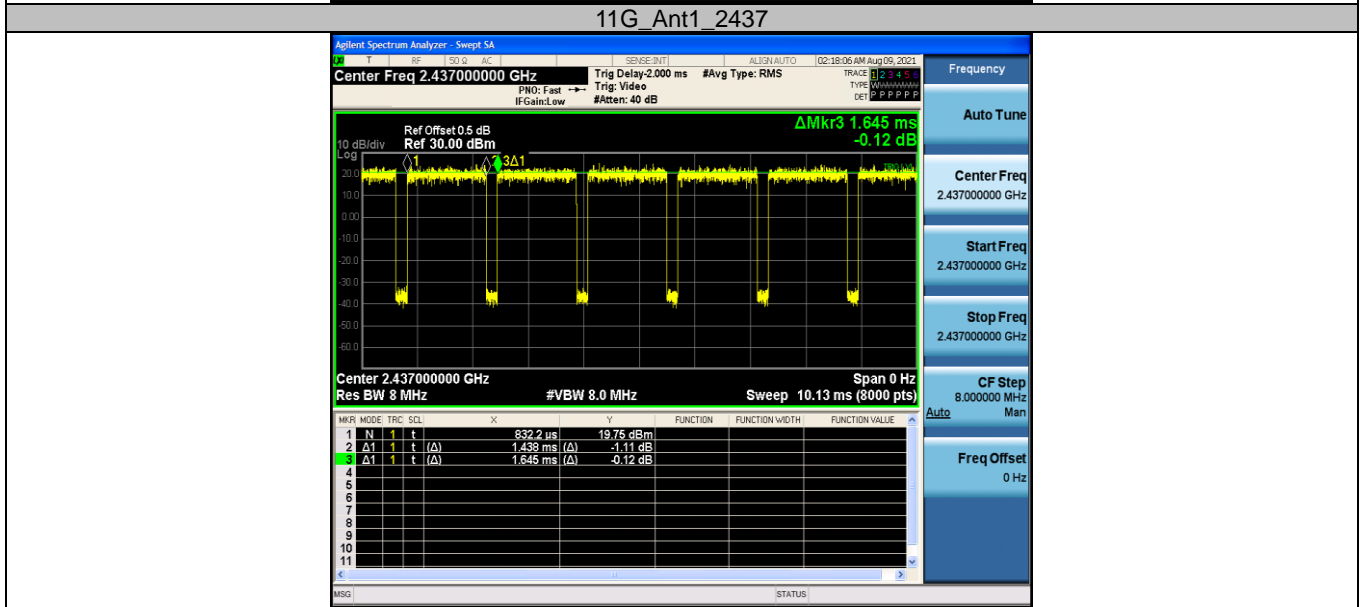 11G_Ant1_2437
Agilent Spectrum Analyzer - Swept SA
T RF 50 Ω AC SENSE:INT ALIGN AUTO 02:18:06 AM Aug 09, 2021
Center Freq 2.437000000 GHz
PNO: Fast
IFGain:Low
Trig Delay-2.000 ms
Trig: Video
#Atten: 40 dB
#Avg Type: RMS
TRACE 1 2 3 4 5 6
TYPE
DET P P P P P P
Frequency
Auto Tune
ΔMkr3 1.645 ms
-0.12 dB
Ref Offset 0.5 dB
10 dB/div Ref 30.00 dBm
Log
1 2 3Δ1
20.0
10.0
0.00
-10.0
-20.0
-30.0
-40.0
-50.0
-60.0
Center 2.437000000 GHz Span 0 Hz
Res BW 8 MHz #VBW 8.0 MHz Sweep 10.13 ms (8000 pts)
Center Freq
2.437000000 GHz
Start Freq
2.437000000 GHz
Stop Freq
2.437000000 GHz
CF Step
8.000000 MHz
Auto Man
Freq Offset
0 Hz
MKR MODE TRC SCL X Y FUNCTION FUNCTION WIDTH FUNCTION VALUE
1 N 1 t 832.2 µs 19.75 dBm
2 Δ1 1 t (Δ) 1.438 ms (Δ) -1.11 dB
3 Δ1 1 t (Δ) 1.645 ms (Δ) -0.12 dB
4
5
6
7
8
9
10
11
MSG STATUS